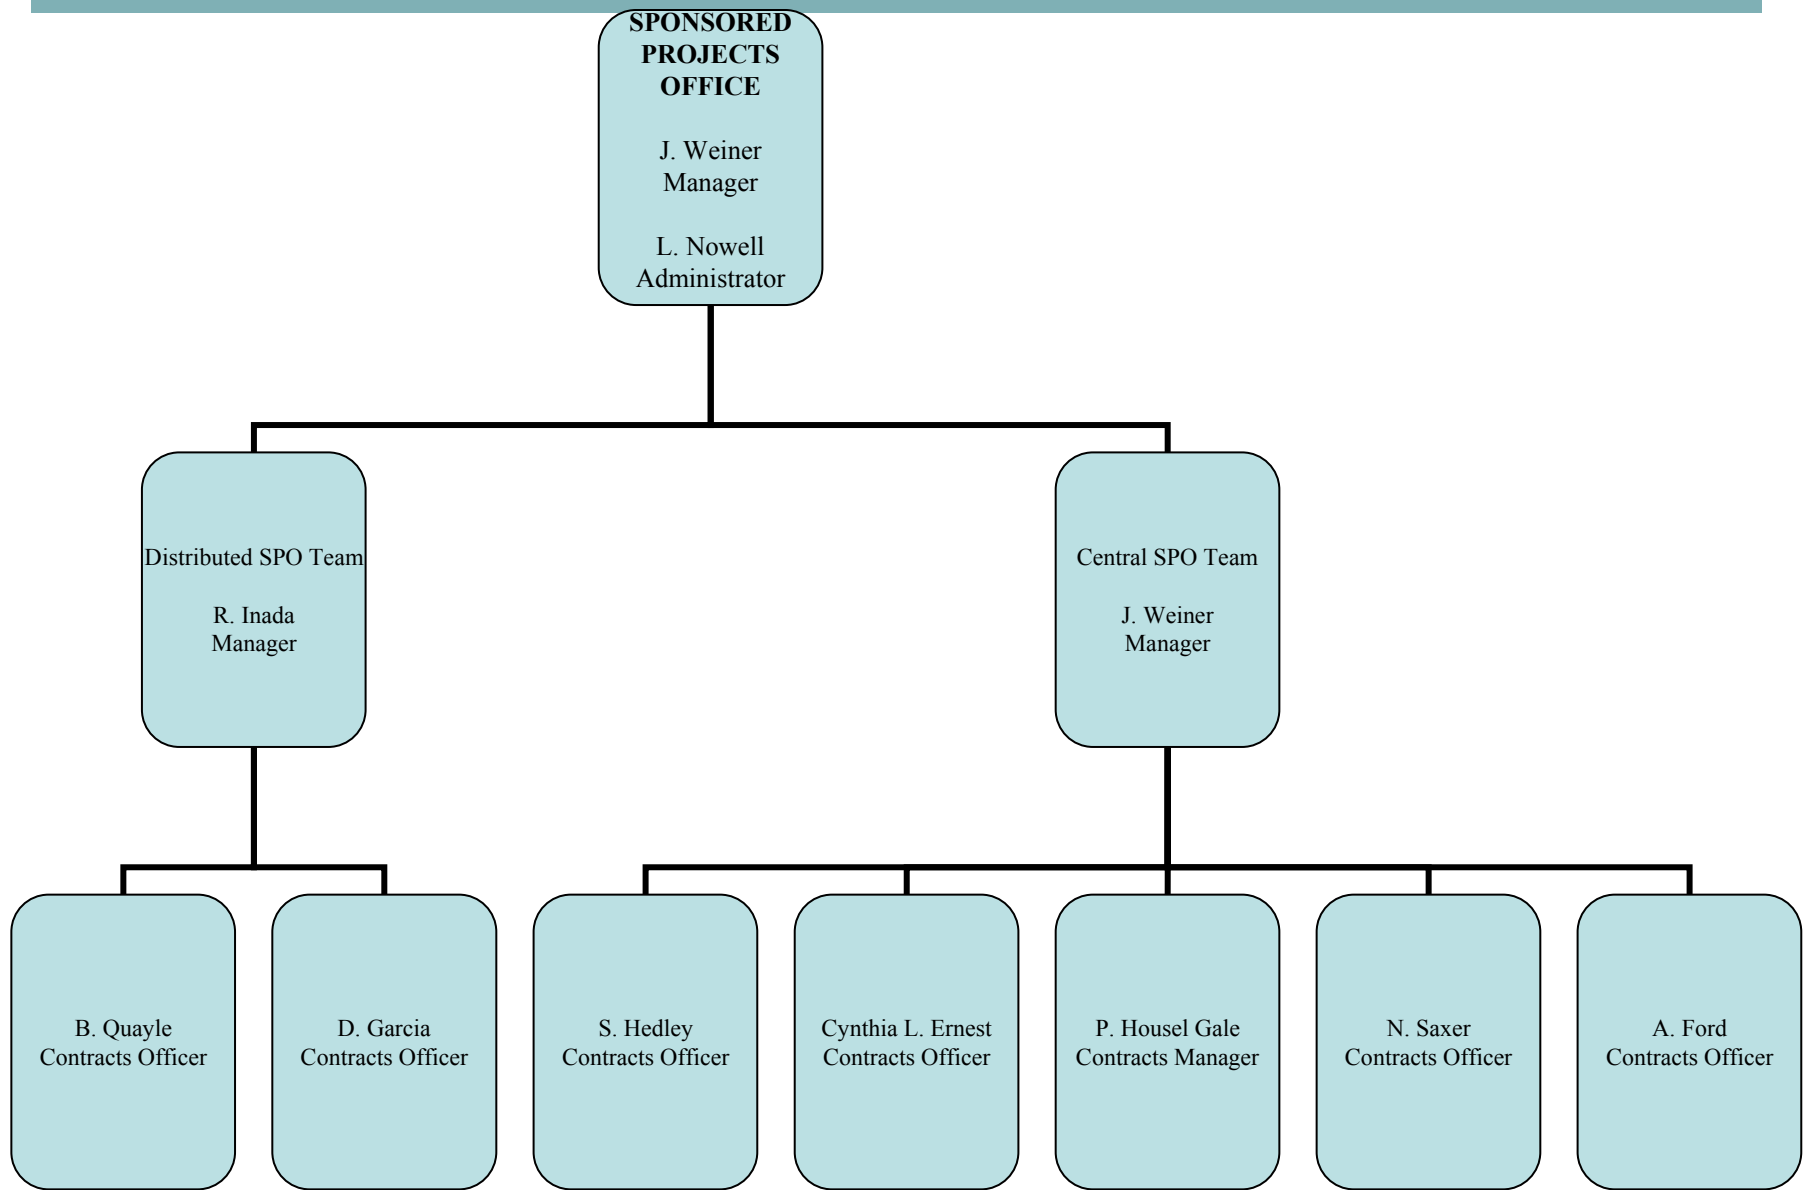 SPONSORED
PROJECTS
OFFICE
J. Weiner
Manager
L. Nowell
Administrator
Distributed SPO Team
R. Inada
Manager
Central SPO Team
J. Weiner
Manager
B. Quayle
Contracts Officer
D. Garcia
Contracts Officer
S. Hedley
Contracts Officer
Cynthia L. Ernest
Contracts Officer
P. Housel Gale
Contracts Manager
N. Saxer
Contracts Officer
A. Ford
Contracts Officer